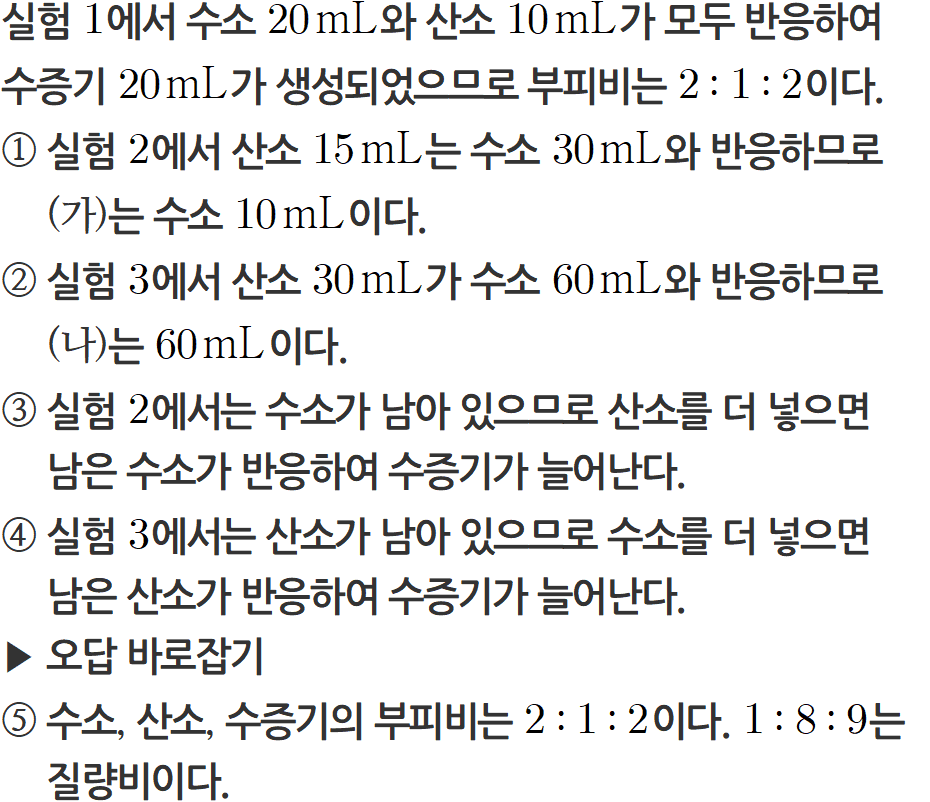 실험 1에서 수소 20 mL와 산소 10 mL가 모두 반응하여
수증기 20 mL가 생성되었으므로 부피비는 2 : 1 : 2이다.
① 실험 2에서 산소 15 mL는 수소 30 mL와 반응하므로
(가)는 수소 10 mL이다.
② 실험 3에서 산소 30 mL가 수소 60 mL와 반응하므로
(나)는 60 mL이다.
③ 실험 2에서는 수소가 남아 있으므로 산소를 더 넣으면
남은 수소가 반응하여 수증기가 늘어난다.
④ 실험 3에서는 산소가 남아 있으므로 수소를 더 넣으면
남은 산소가 반응하여 수증기가 늘어난다.
▶ 오답 바로잡기
⑤ 수소, 산소, 수증기의 부피비는 2 : 1 : 2이다. 1 : 8 : 9는
질량비이다.